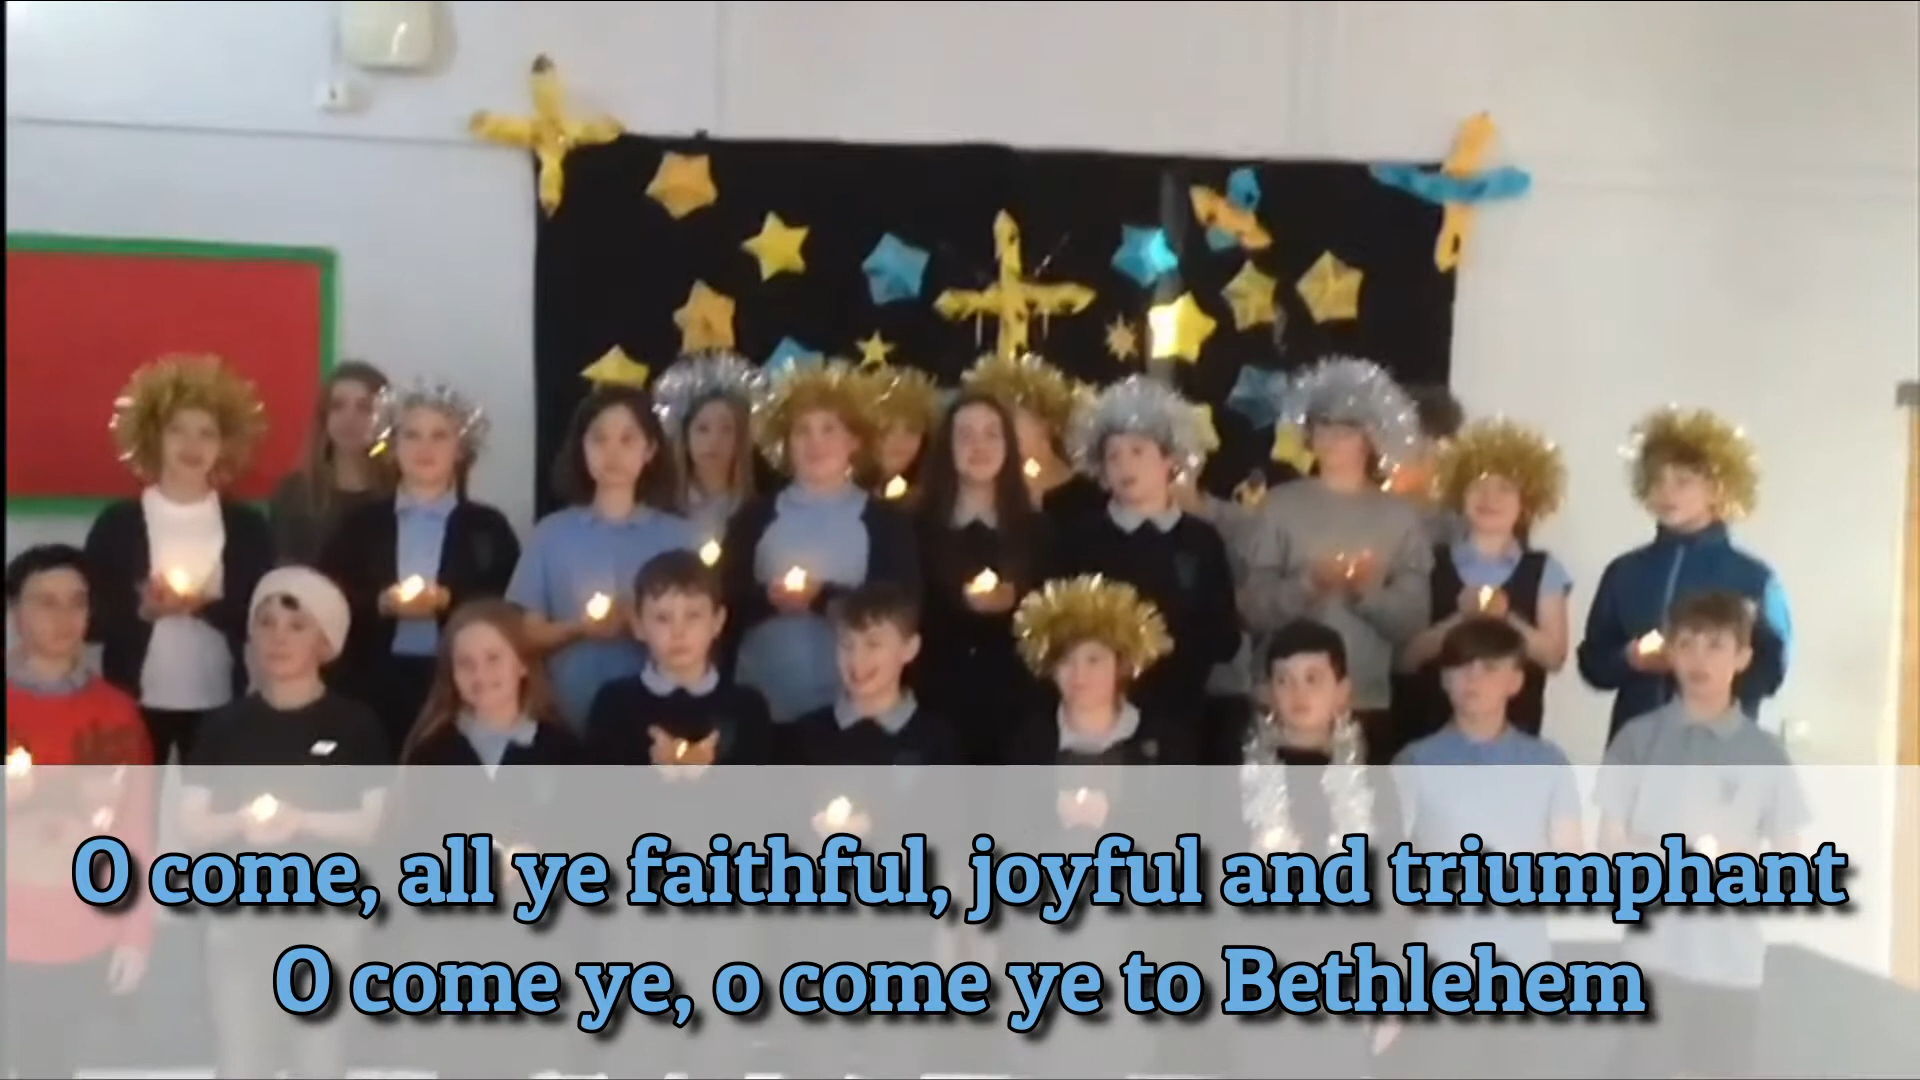 O come, all ye faithful, joyful and triumphant
O come ye, o come ye to Bethlehem